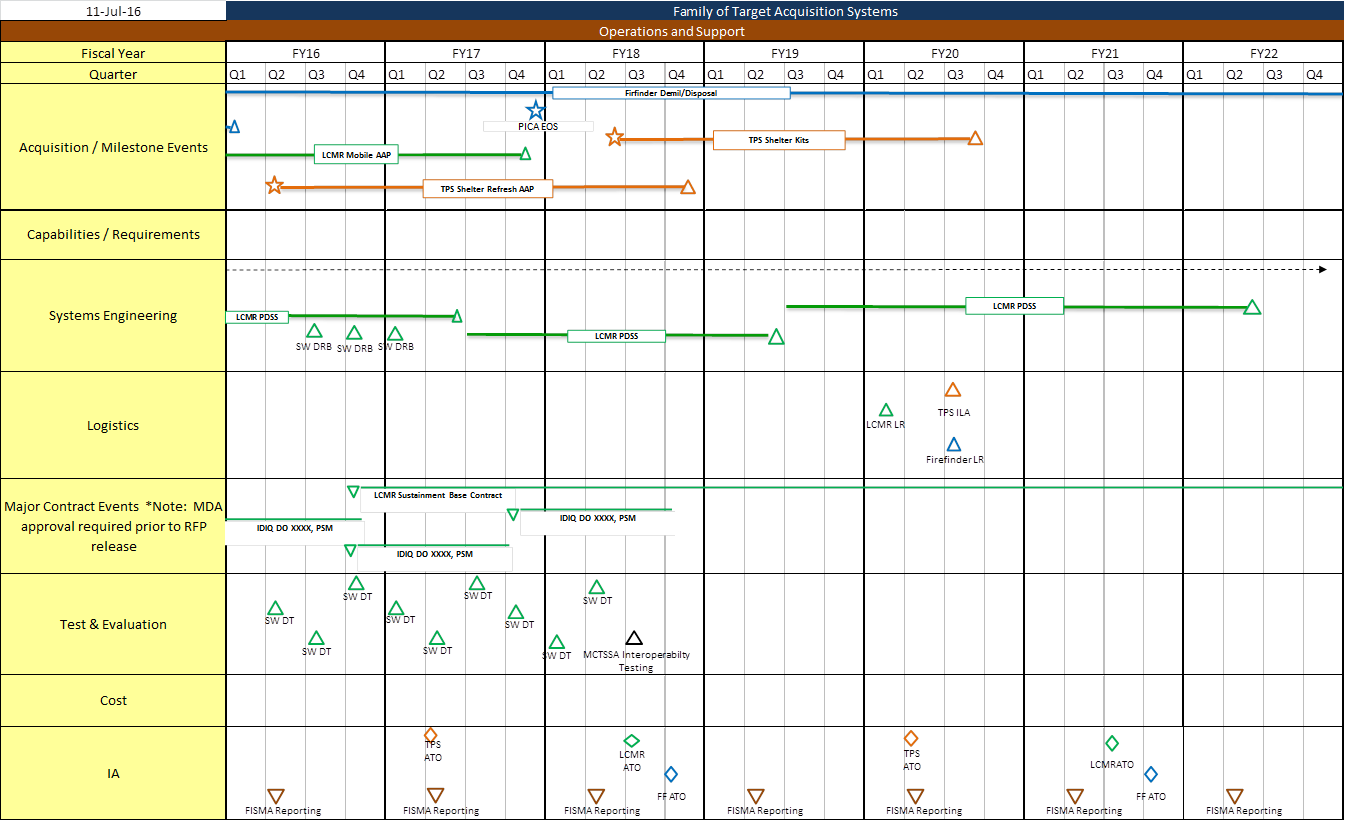 11-Jul-16 Family of Target Acquisition Systems
Operations and Support
Fiscal Year FY16 FY17 FY18 FY19 FY20 FY21 FY22
Quarter Q1 Q2 Q3 Q4 Q1 Q2 Q3 Q4 Q1 Q2 Q3 Q4 Q1 Q2 Q3 Q4 Q1 Q2 Q3 Q4 Q1 Q2 Q3 Q4 Q1 Q2 Q3 Q4
Acquisition / Milestone Events
Firfinder Demil/Disposal
PICA EOS
TPS Shelter Kits
LCMR Mobile AAP
TPS Shelter Refresh AAP
Capabilities / Requirements
Systems Engineering
LCMR PDSS
LCMR PDSS
LCMR PDSS
SW DRB SW DRB SW DRB
Logistics
TPS ILA
LCMR LR
Firefinder LR
Major Contract Events *Note: MDA
approval required prior to RFP
release
LCMR Sustainment Base Contract
IDIQ DO XXXX, PSM
IDIQ DO XXXX, PSM
IDIQ DO XXXX, PSM
Test & Evaluation
SW DT
SW DT
SW DT
SW DT
SW DT
SW DT
SW DT
SW DT
SW DT
MCTSSA Interoperabilty
Testing
Cost
IA
TPS
ATO
LCMR
ATO
FF ATO
TPS
ATO
LCMRATO
FF ATO
FISMA Reporting FISMA Reporting FISMA Reporting FISMA Reporting FISMA Reporting FISMA Reporting FISMA Reporting